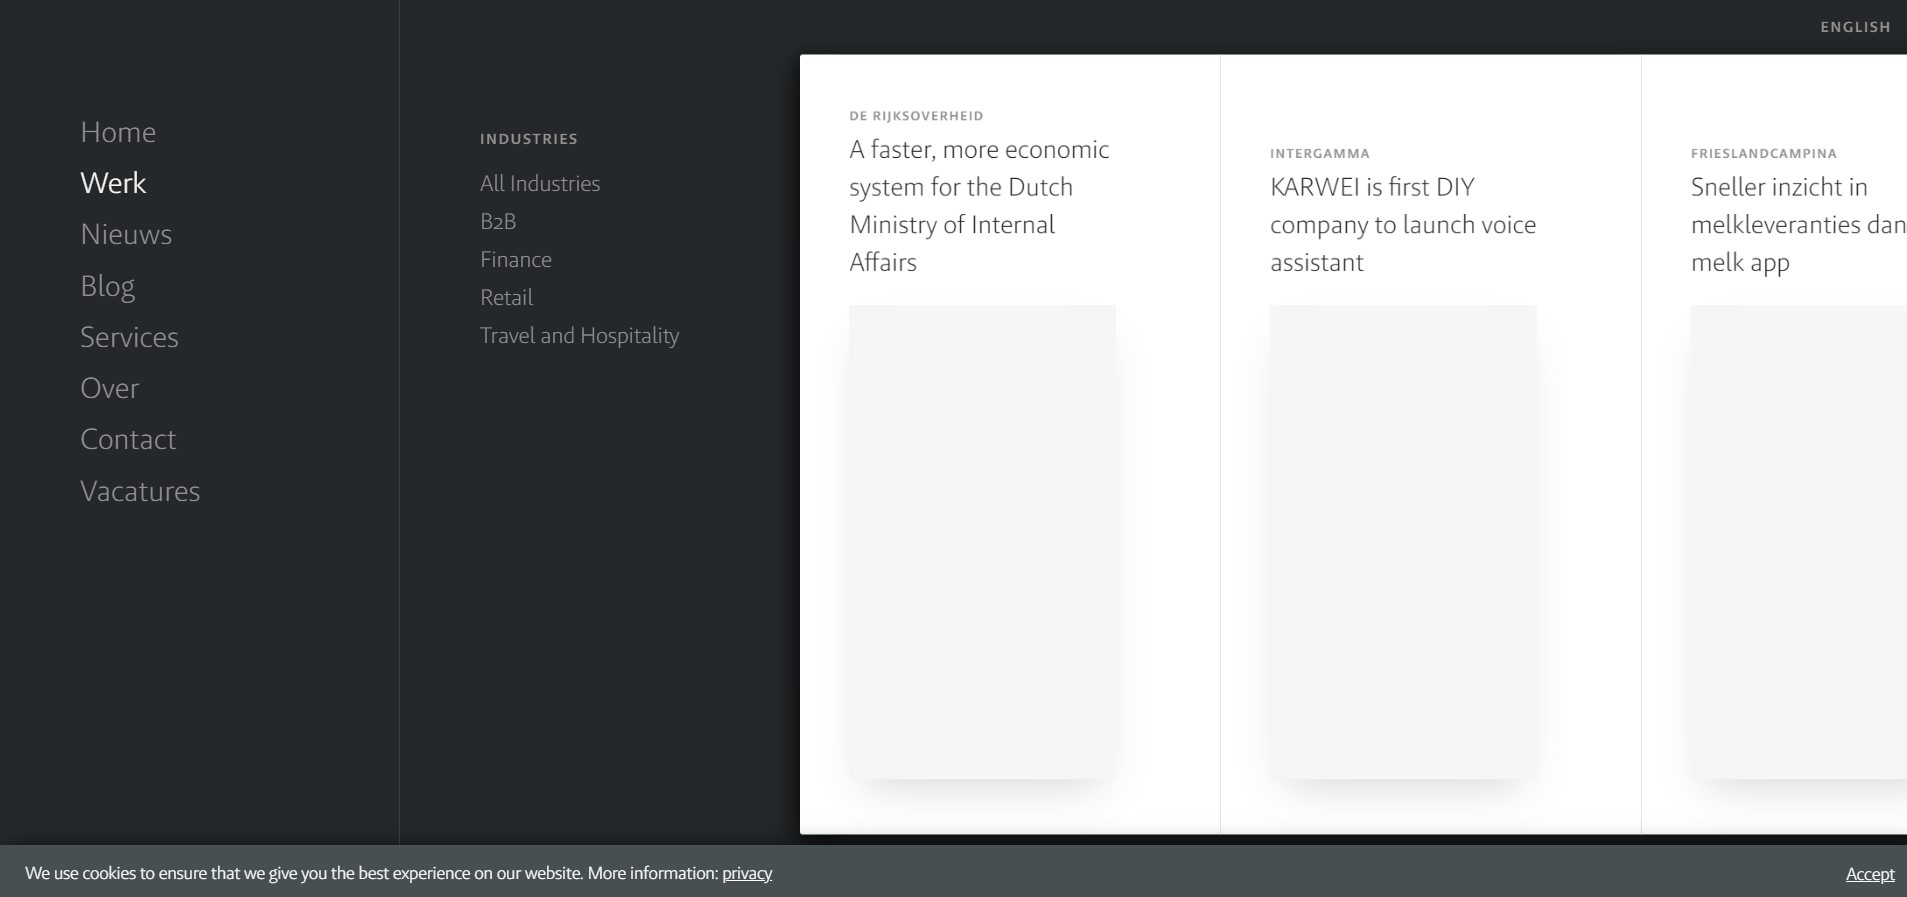 ENGLISH
Home
Werk
Nieuws
Blog
Services
Over
Contact
Vacatures
INDUSTRIES
All Industries
B2B
Finance
Retail
Travel and Hospitality
DE RIJKSOVERHEID
A faster, more economic
system for the Dutch
Ministry of Internal
Affairs
INTERGAMMA
KARWEI is first DIY
company to launch voice
assistant
FRIESLANDCAMPINA
Sneller inzicht in
melkleveranties dan
melk app
We use cookies to ensure that we give you the best experience on our website. More information: privacy
Accept